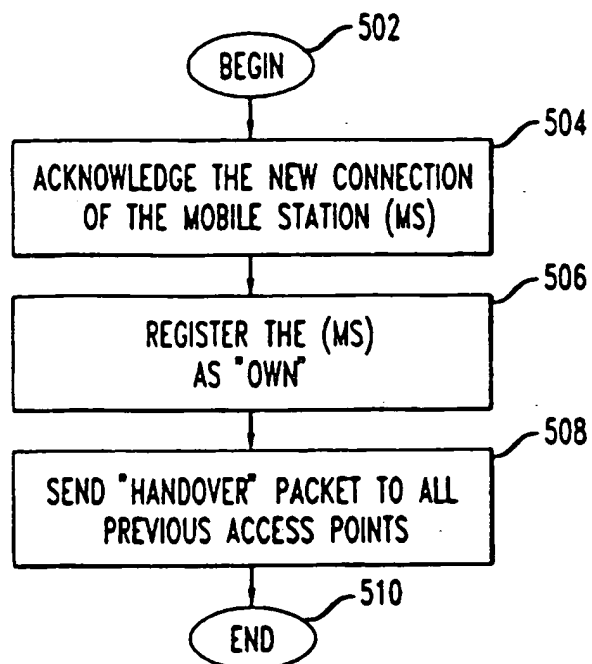 502
BEGIN
504
ACKNOWLEDGE THE NEW CONNECTION
OF THE MOBILE STATION (MS)
506
REGISTER THE (MS)
AS "OWN"
508
SEND "HANDOVER" PACKET TO ALL
PREVIOUS ACCESS POINTS
510
END